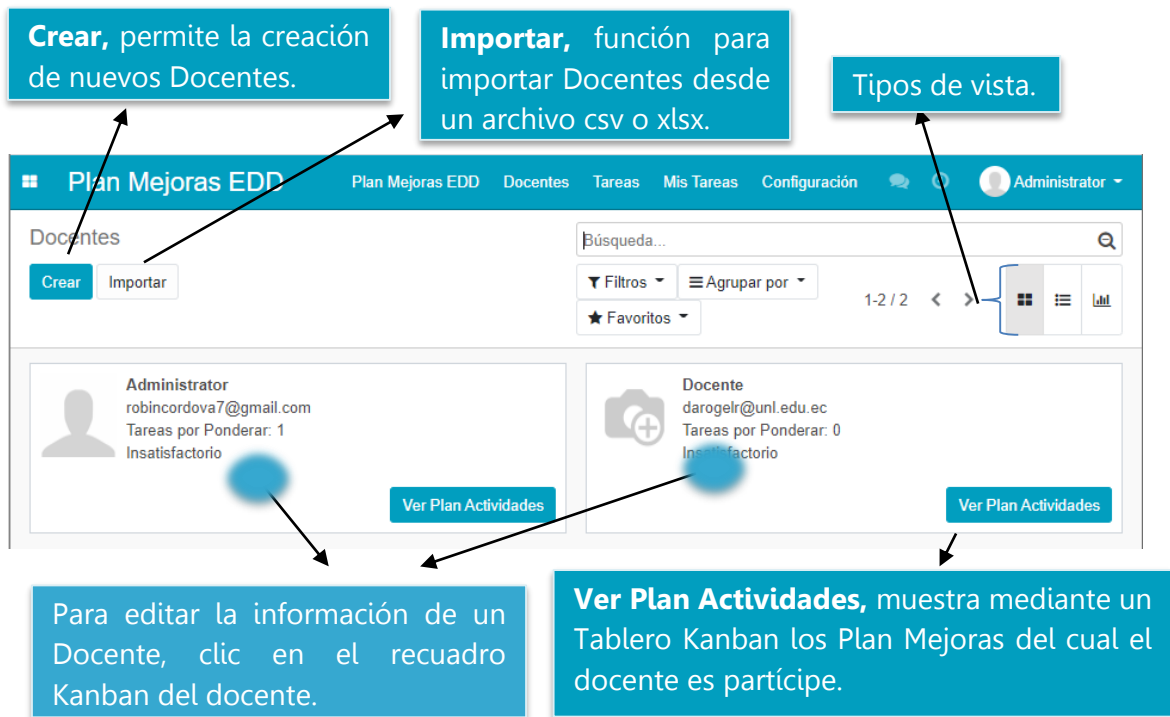 Crear, permite la creación
de nuevos Docentes.
Importar, función para
importar Docentes desde
un archivo csv o xlsx.
Tipos de vista.
Plan Mejoras EDD
Plan Mejoras EDD Docentes Tareas Mis Tareas Configuración Administrator
Docentes
Búsqueda...
Crear Importar
Filtros Agrupar por
Favoritos
1-2 / 2
Administrator
robincordova7@gmail.com
Tareas por Ponderar: 1
Insatisfactorio
Ver Plan Actividades
Docente
darogelr@unl.edu.ec
Tareas por Ponderar: 0
Insatisfactorio
Ver Plan Actividades
Para editar la información de un
Docente, clic en el recuadro
Kanban del docente.
Ver Plan Actividades, muestra mediante un
Tablero Kanban los Plan Mejoras del cual el
docente es partícipe.